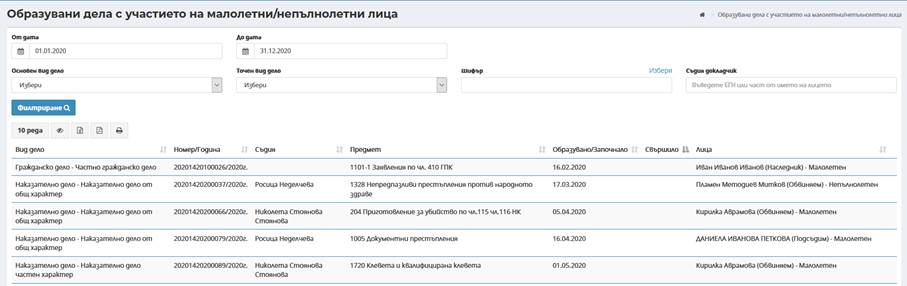 Образувани дела с участието на малолетни/непълнолетни лица
Образувани дела с участието на малолетни/непълнолетни лица
От дата До дата
01.01.2020 31.12.2020
Основен вид дело Точен вид дело Шифър Избери Съдия докладчик
Избери Избери Въведете ЕГН или част от името на лицето
Филтриране
10 реда
Вид дело Номер/Година Съдия Предмет Образувано/Започнало Свършило Лица
Гражданско дело - Частно гражданско дело 20201420100026/2020г. 1101-1 Заявления по чл. 410 ГПК 16.02.2020 Иван Иванов Иванов (Наследник) - Малолетен
Наказателно дело - Наказателно дело от 20201420200037/2020г. Росица Неделчева 1328 Непредпазливи престъпления против народното 17.03.2020 Пламен Методиев Митков (Обвиняем) - Непълнолетен
общ характер здраве
Наказателно дело - Наказателно дело от 20201420200066/2020г. Николета Стоянова 204 Приготовление за убийство по чл.115 чл.116 НК 05.04.2020 Кирилка Аврамова (Обвиняем) - Малолетен
общ характер Стоянова
Наказателно дело - Наказателно дело от 20201420200079/2020г. Росица Неделчева 1005 Документни престъпления 16.04.2020 ДАНИЕЛА ИВАНОВА ПЕТКОВА (Подсъдим) - Малолетен
общ характер
Наказателно дело - Наказателно дело 20201420200089/2020г. Николета Стоянова 1720 Клевета и квалифицирана клевета 01.05.2020 Кирилка Аврамова (Обвиняем) - Малолетен
частен характер Стоянова